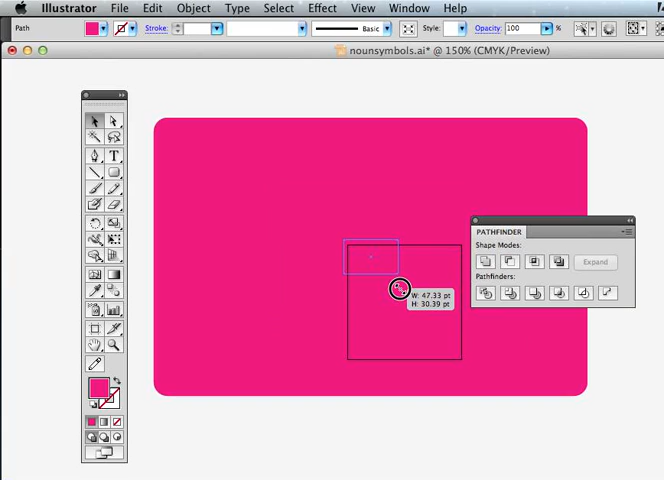 Illustrator File Edit Object Type Select Effect View Window Help
Path Stroke: Basic Style: Opacity: 100 %
nounsymbols.ai* @ 150% (CMYK/Preview)
T
PATHFINDER
Shape Modes:
Expand
Pathfinders:
W: 47.33 pt
H: 30.39 pt